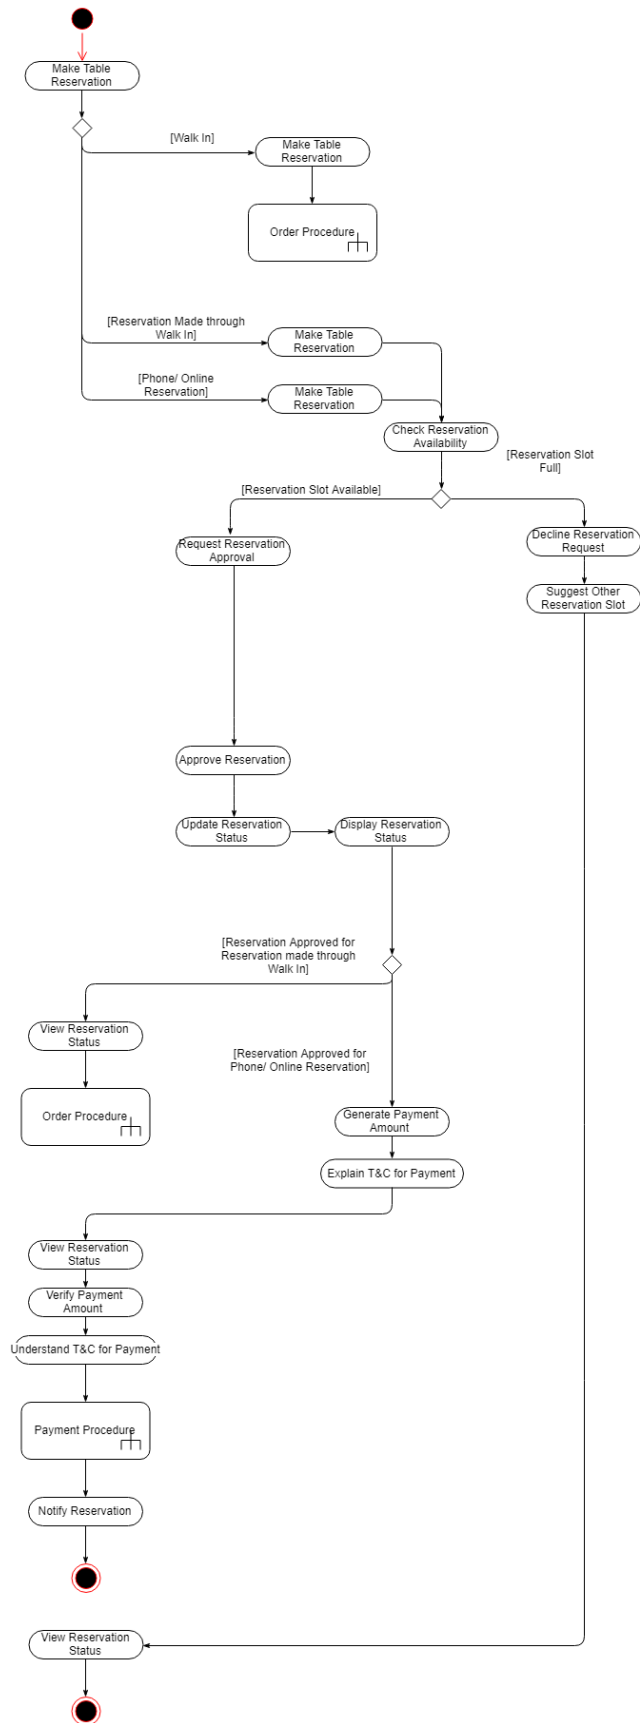 Make Table
Reservation
[Walk In]
Make Table
Reservation
Order Procedure
[Reservation Made through
Walk In]
Make Table
Reservation
[Phone/ Online
Reservation]
Make Table
Reservation
Check Reservation
Availability
[Reservation Slot
Full]
[Reservation Slot Available]
Request Reservation
Approval
Decline Reservation
Request
Suggest Other
Reservation Slot
Approve Reservation
Update Reservation
Status
Display Reservation
Status
[Reservation Approved for
Reservation made through
Walk In]
View Reservation
Status
[Reservation Approved for
Phone/ Online Reservation]
Order Procedure
Generate Payment
Amount
Explain T&C for Payment
View Reservation
Status
Verify Payment
Amount
Understand T&C for Payment
Payment Procedure
Notify Reservation
View Reservation
Status